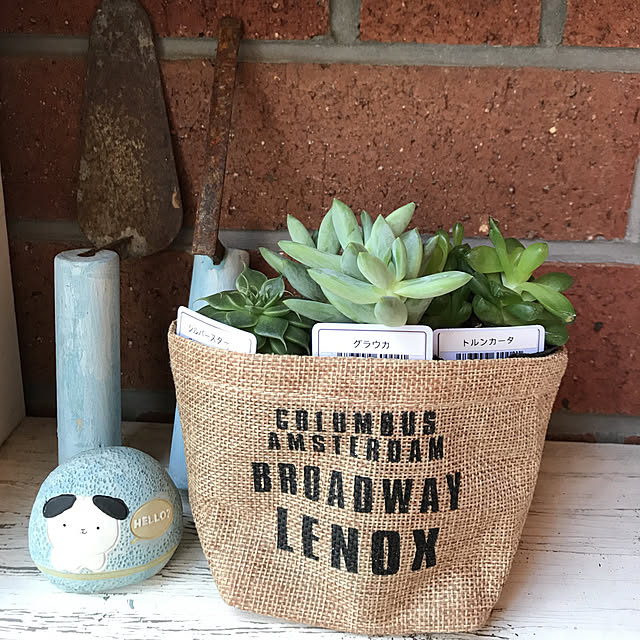 シルバースター
グラウカ
トルンカータ
COLUMBUS
AMSTERDAM
BROADWAY
LENOX
HELLO?